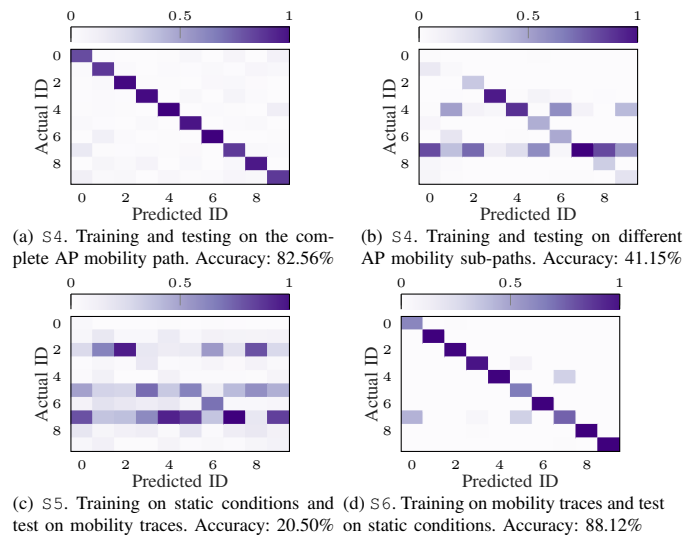 0 0.5 1
0 0.5 1
0
2
4
6
8
Actual ID
0 2 4 6 8
Predicted ID
0
2
4
6
8
Actual ID
0 2 4 6 8
Predicted ID
(a) S4. Training and testing on the com-
plete AP mobility path. Accuracy: 82.56%
(b) S4. Training and testing on different
AP mobility sub-paths. Accuracy: 41.15%
0 0.5 1
0 0.5 1
0
2
4
6
8
Actual ID
0 2 4 6 8
Predicted ID
0
2
4
6
8
Actual ID
0 2 4 6 8
Predicted ID
(c) S5. Training on static conditions and
test on mobility traces. Accuracy: 20.50%
(d) S6. Training on mobility traces and test
on static conditions. Accuracy: 88.12%